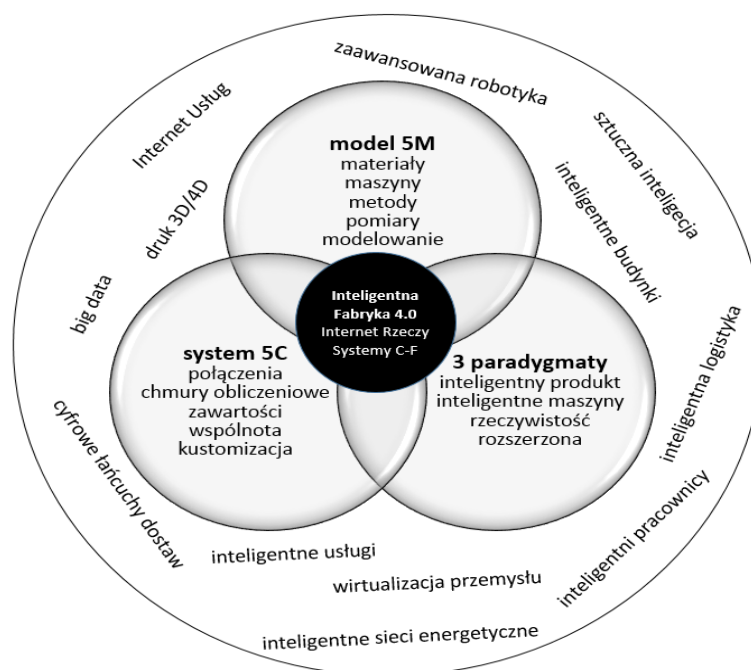 zaawansowana robotyka
Internet Usług
sztuczna inteligecja
model 5M
materiały
maszyny
metody
pomiary
modelowanie
druk 3D/4D
inteligentne budynki
big data
Inteligentna
Fabryka 4.0
Internet Rzeczy
Systemy C-F
system 5C
połączenia
chmury obliczeniowe
zawartości
wspólnota
kustomizacja
3 paradygmaty
inteligentny produkt
inteligentne maszyny
rzeczywistość
rozszerzona
inteligentna logistyka
cyfrowe łańcuchy dostaw
inteligentni pracownicy
inteligentne usługi
wirtualizacja przemysłu
inteligentne sieci energetyczne